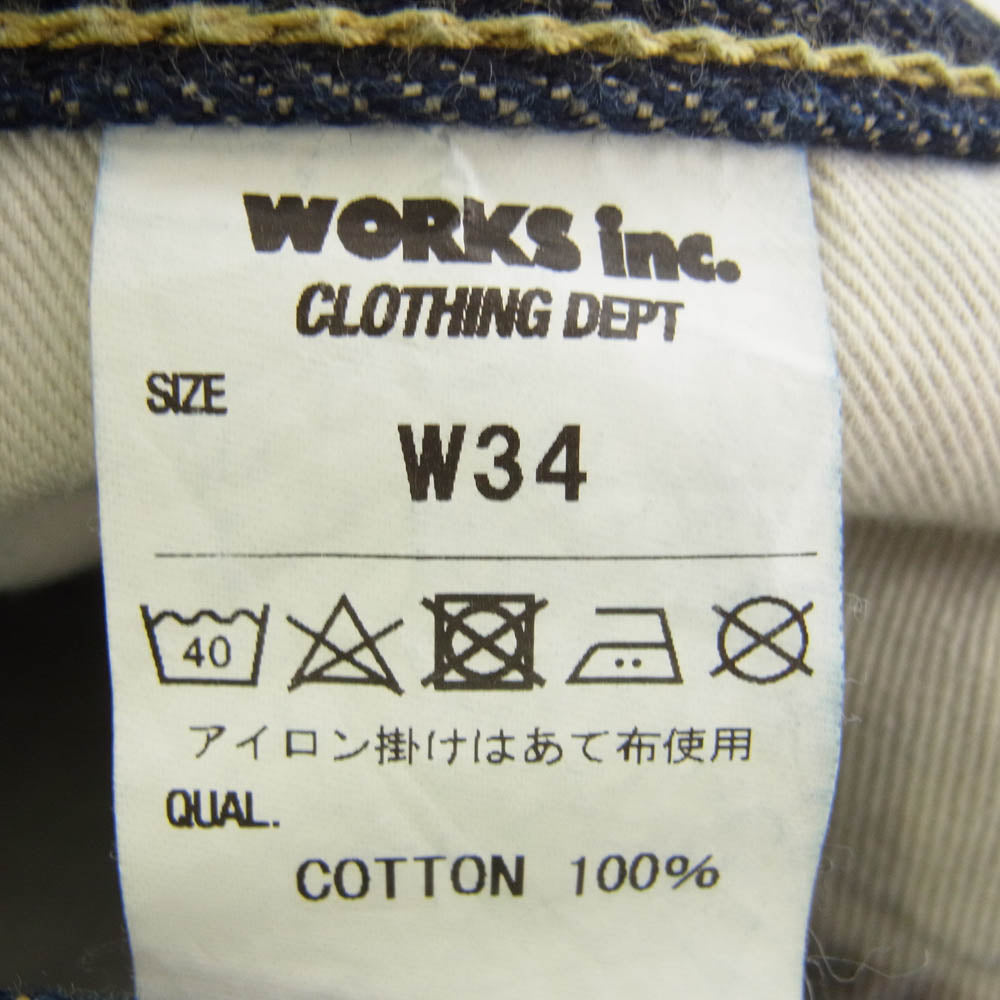 WORKS inc.
CLOTHING DEPT
SIZE
W34
40
アイロン掛けはあて布使用
QUAL.
COTTON 100%